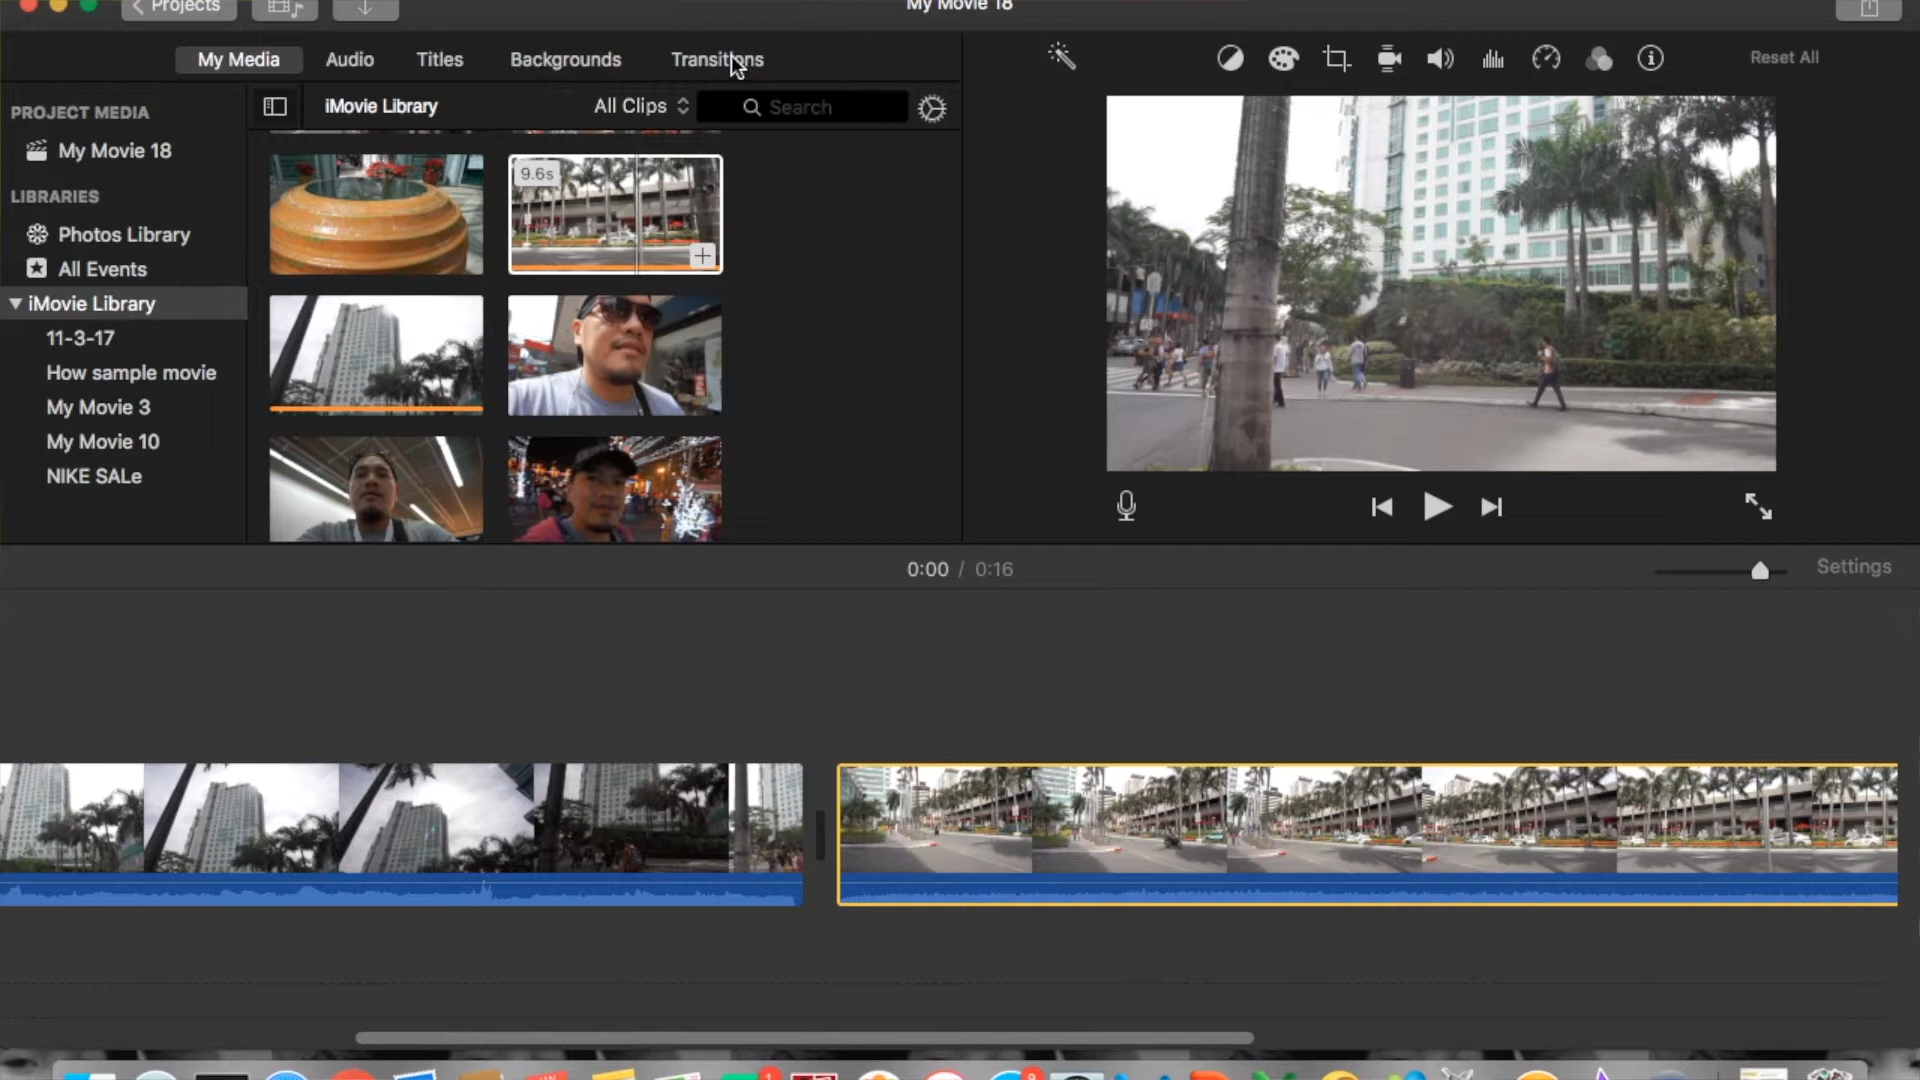 Projects
My Movie 18
My Media
Audio
Titles
Backgrounds
Transitions
Reset All
PROJECT MEDIA
iMovie Library
All Clips
Search
My Movie 18
9.6s
LIBRARIES
Photos Library
All Events
iMovie Library
11-3-17
How sample movie
My Movie 3
My Movie 10
NIKE SALe
0:00 / 0:16
Settings